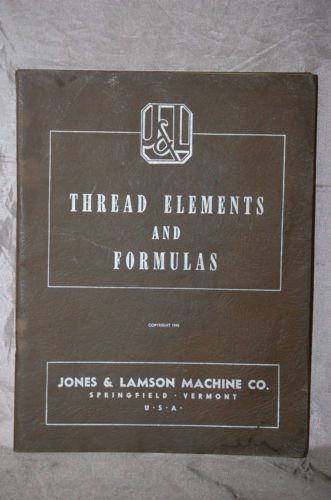 J&L
THREAD ELEMENTS
AND
FORMULAS
COPYRIGHT
JONES & LAMSON MACHINE CO.
SPRINGFIELD · VERMONT
U · S · A ·